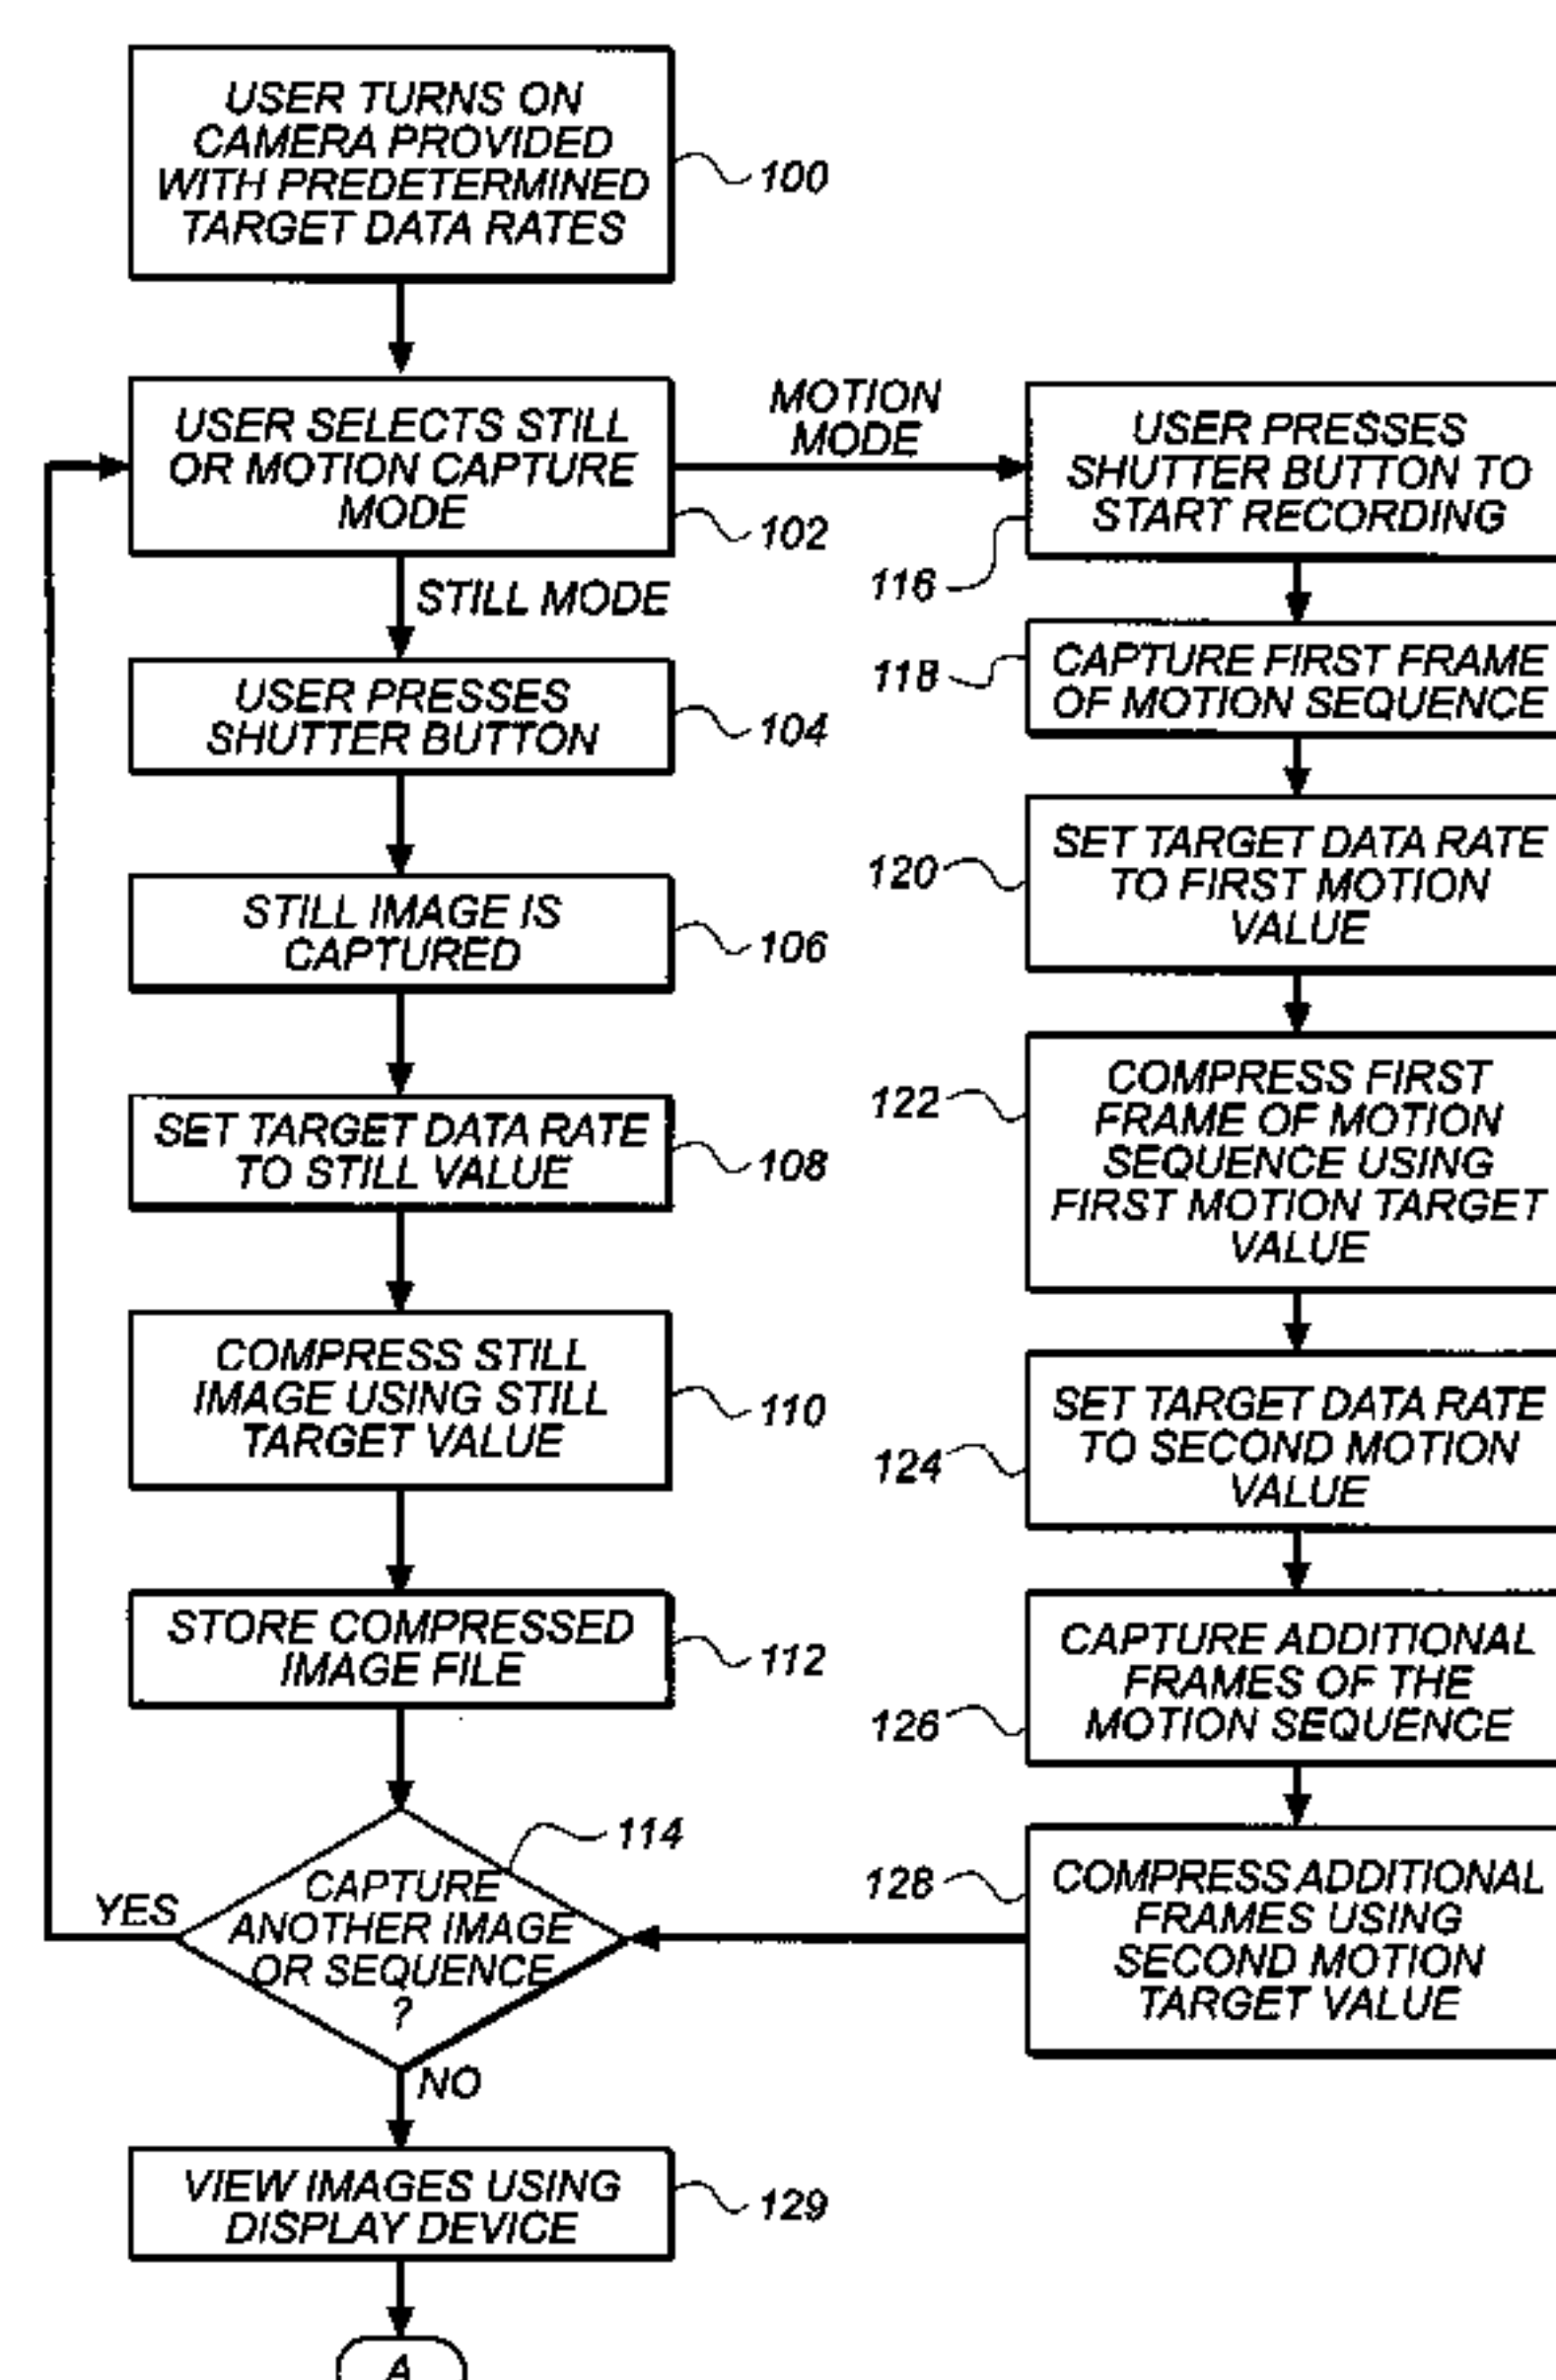 USER TURNS ON
CAMERA PROVIDED
WITH PREDETERMINED
TARGET DATA RATES
100
USER SELECTS STILL
OR MOTION CAPTURE
MODE
102
MOTION
MODE
STILL MODE
USER PRESSES
SHUTTER BUTTON
104
STILL IMAGE IS
CAPTURED
106
SET TARGET DATA RATE
TO STILL VALUE
108
COMPRESS STILL
IMAGE USING STILL
TARGET VALUE
110
STORE COMPRESSED
IMAGE FILE
112
114
CAPTURE
ANOTHER IMAGE
OR SEQUENCE
?
YES
NO
VIEW IMAGES USING
DISPLAY DEVICE
129
A
USER PRESSES
SHUTTER BUTTON TO
START RECORDING
116
CAPTURE FIRST FRAME
OF MOTION SEQUENCE
118
SET TARGET DATA RATE
TO FIRST MOTION
VALUE
120
COMPRESS FIRST
FRAME OF MOTION
SEQUENCE USING
FIRST MOTION TARGET
VALUE
122
SET TARGET DATA RATE
TO SECOND MOTION
VALUE
124
CAPTURE ADDITIONAL
FRAMES OF THE
MOTION SEQUENCE
126
COMPRESS ADDITIONAL
FRAMES USING
SECOND MOTION
TARGET VALUE
128